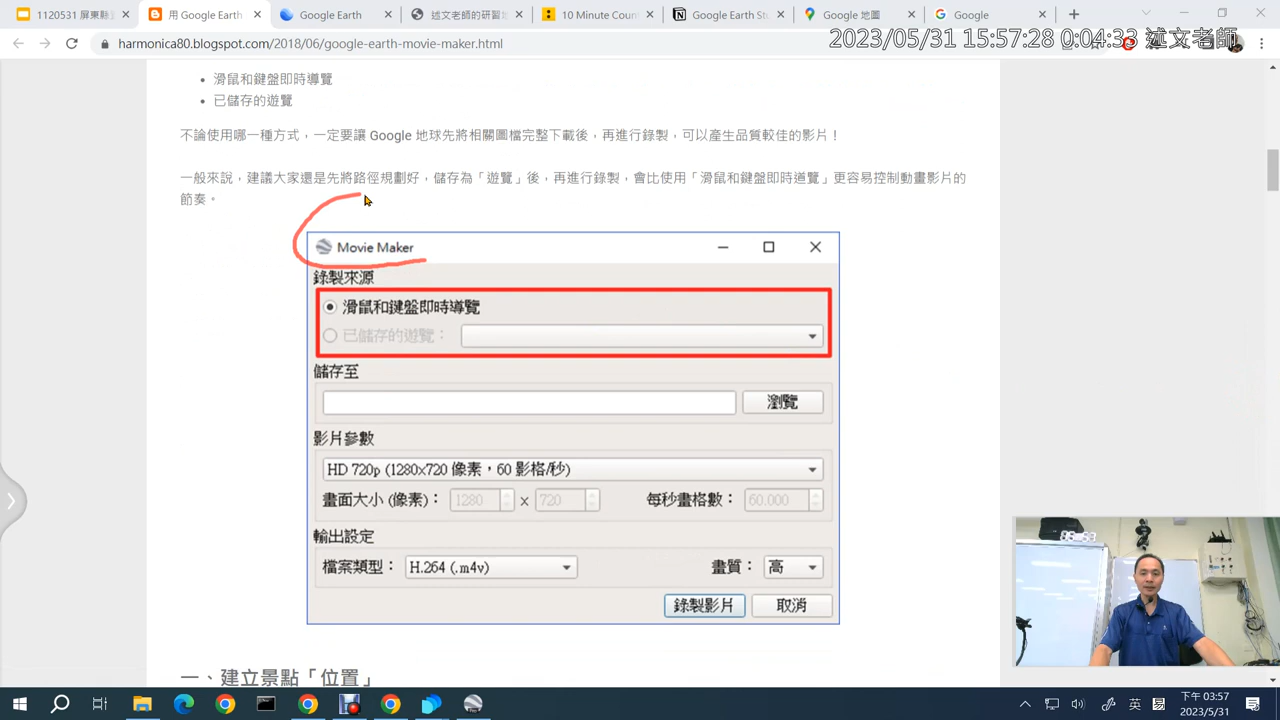 1120531 屏東縣
用 Google Earth
Google Earth
述文老師的研習
10 Minute Coun
Google Earth Stu
Google 地圖
Google
harmonica80.blogspot.com/2018/06/google-earth-movie-maker.html
2023/05/31 15:57:28 0:04:33 述文老師
滑鼠和鍵盤即時導覽
已儲存的遊覽
不論使用哪一種方式，一定要讓 Google 地球先將相關圖檔完整下載後，再進行錄製，可以產生品質較佳的影片！
一般來說，建議大家還是先將路徑規劃好，儲存為「遊覽」後，再進行錄製，會比使用「滑鼠和鍵盤即時道覽」更容易控制動畫影片的
節奏。
Movie Maker
錄製來源
滑鼠和鍵盤即時導覽
已儲存的遊覽：
儲存至
瀏覽
影片參數
HD 720p (1280x720 像素，60 影格/秒)
畫面大小 (像素)： 1280 x 720 每秒畫格數： 60.000
輸出設定
檔案類型： H.264 (.m4v) 畫質： 高
錄製影片 取消
一、建立景點「位置」
英
易
下午 03:57
2023/5/31